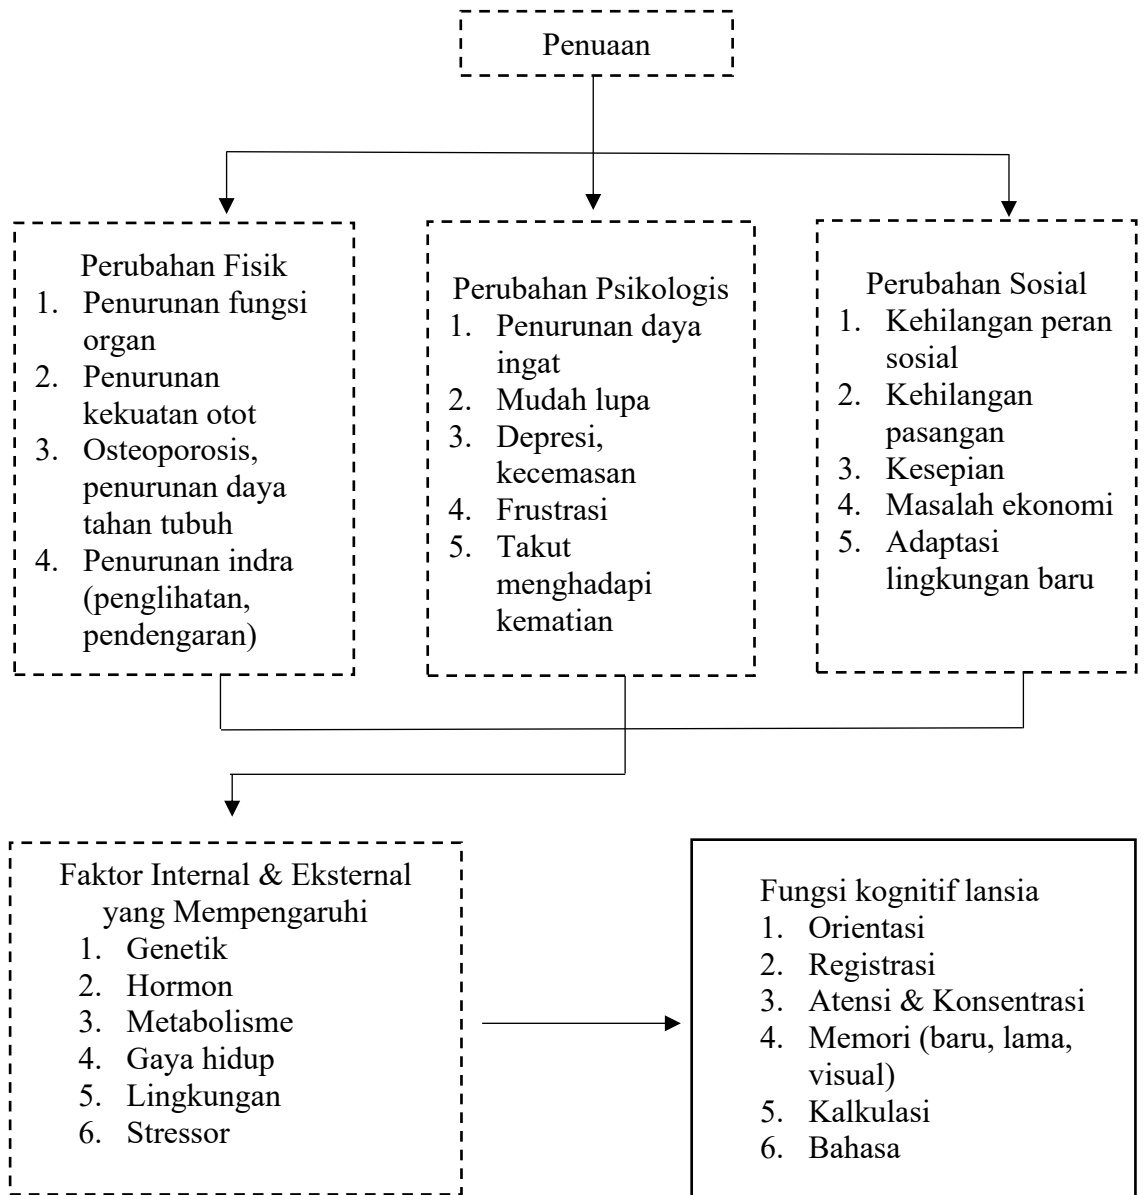 Penuaan
Perubahan Fisik
1. Penurunan fungsi
organ
2. Penurunan
kekuatan otot
3. Osteoporosis,
penurunan daya
tahan tubuh
4. Penurunan indra
(penglihatan,
pendengaran)
Perubahan Psikologis
1. Penurunan daya
ingat
2. Mudah lupa
3. Depresi,
kecemasan
4. Frustrasi
5. Takut
menghadapi
kematian
Perubahan Sosial
1. Kehilangan peran
sosial
2. Kehilangan
pasangan
3. Kesepian
4. Masalah ekonomi
5. Adaptasi
lingkungan baru
Faktor Internal & Eksternal
yang Mempengaruhi
1. Genetik
2. Hormon
3. Metabolisme
4. Gaya hidup
5. Lingkungan
6. Stressor
Fungsi kognitif lansia
1. Orientasi
2. Registrasi
3. Atensi & Konsentrasi
4. Memori (baru, lama,
visual)
5. Kalkulasi
6. Bahasa